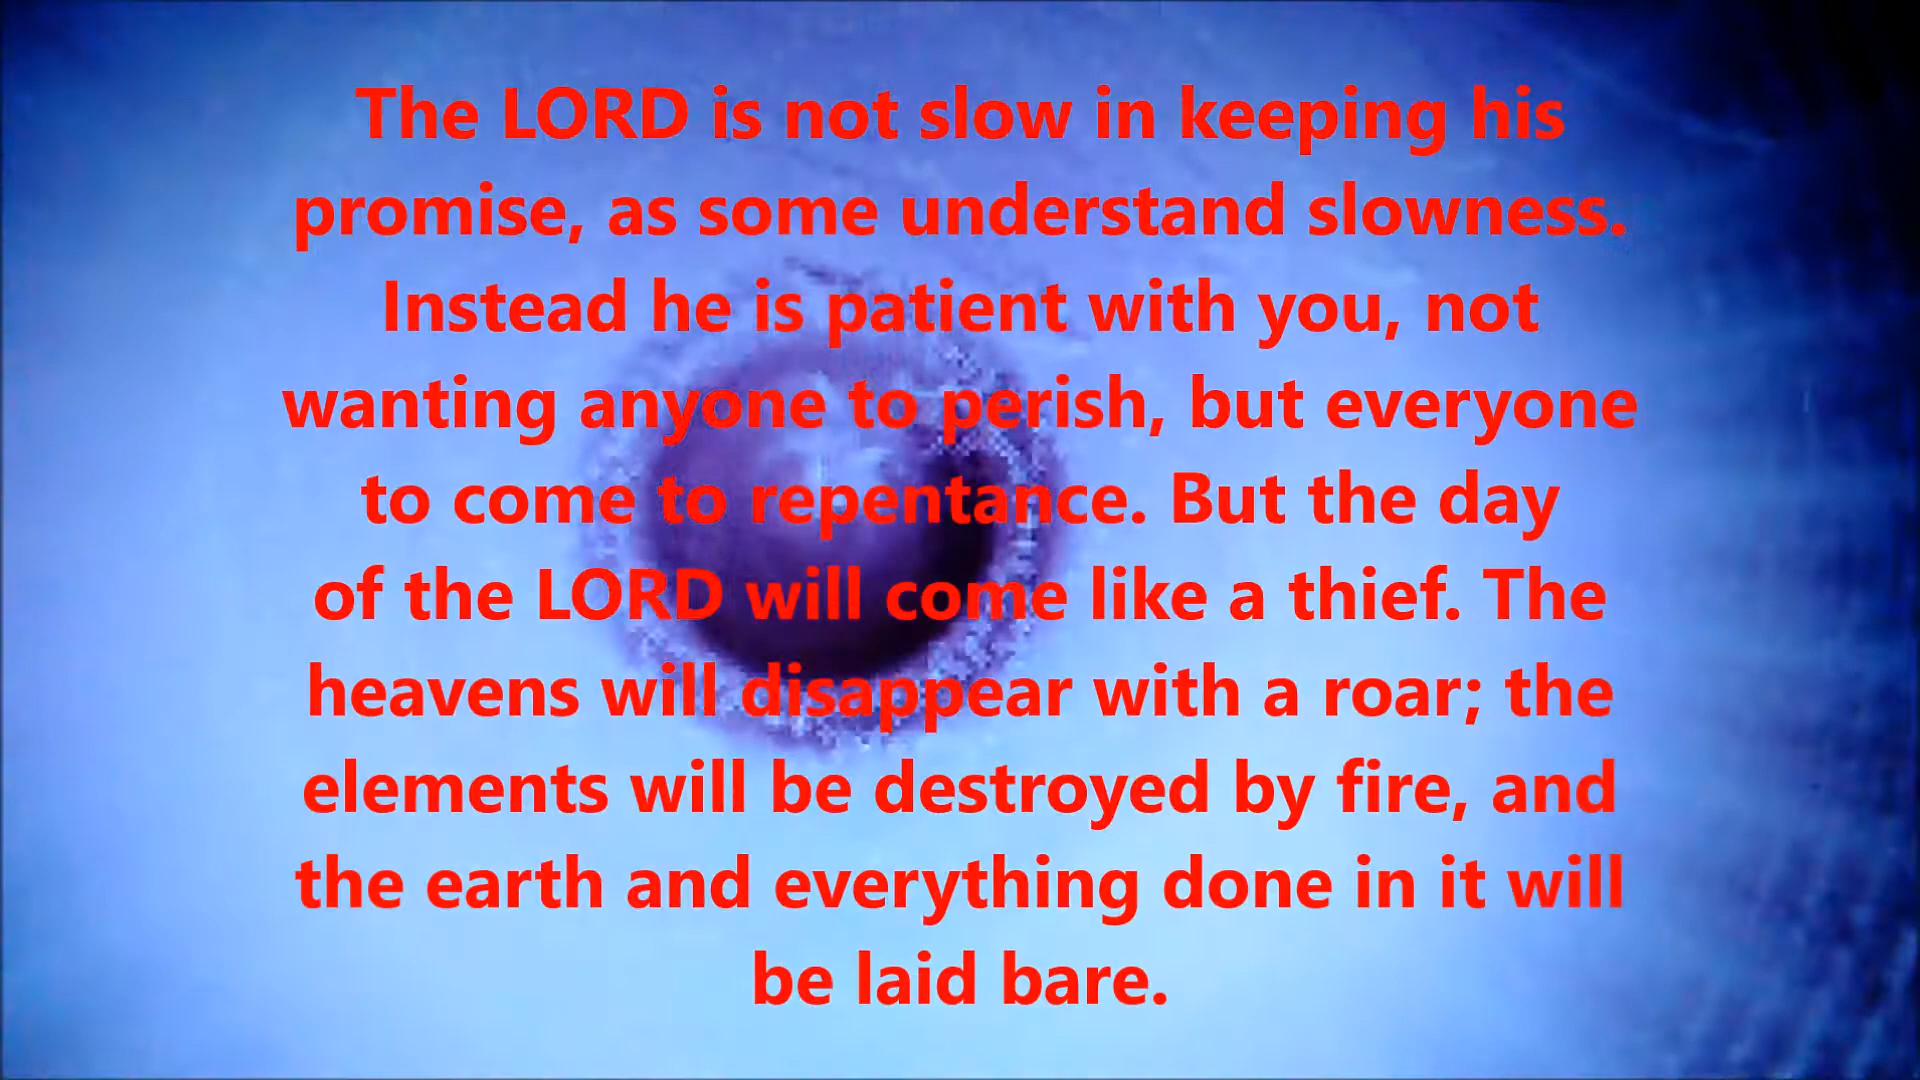 The LORD is not slow in keeping his
promise, as some understand slowness.
Instead he is patient with you, not
wanting anyone to perish, but everyone
to come to repentance. But the day
of the LORD will come like a thief. The
heavens will disappear with a roar; the
elements will be destroyed by fire, and
the earth and everything done in it will
be laid bare.